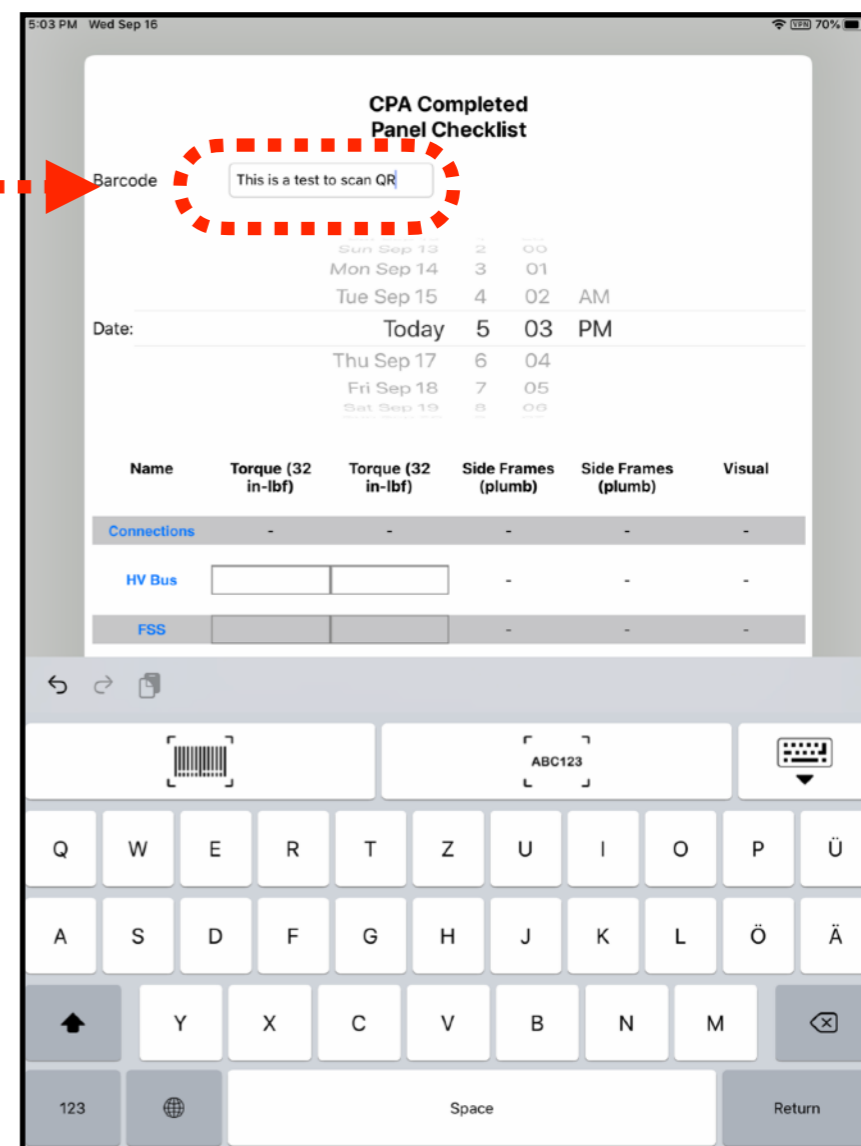 5:03 PM Wed Sep 16 VPN 70%
CPA Completed
Panel Checklist
Barcode This is a test to scan QR
Sun Sep 13 2 00
Mon Sep 14 3 01
Tue Sep 15 4 02 AM
Date: Today 5 03 PM
Thu Sep 17 6 04
Fri Sep 18 7 05
Sat Sep 19 8 06
Name Torque (32 in-lbf) Torque (32 in-lbf) Side Frames (plumb) Side Frames (plumb) Visual
Connections - - - - -
HV Bus - - -
FSS - - -
ABC123
Q W E R T Z U I O P Ü
A S D F G H J K L Ö Ä
Y X C V B N M
123 Space Return